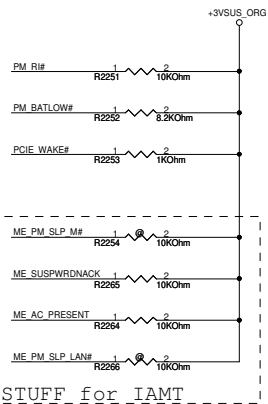 +3VSUS_ORG
PM_RI# 1 2
R2251 10KOhm
PM_BATLOW# 1 2
R2252 8.2KOhm
PCIE_WAKE# 1 2
R2253 1KOhm
ME_PM_SLP_M# 1 @ 2
R2254 10KOhm
ME_SUSPWRDNACK 1 2
R2265 10KOhm
ME_AC_PRESENT 1 2
R2264 10KOhm
ME_PM_SLP_LAN# 1 @ 2
R2266 10KOhm
STUFF for IAMT